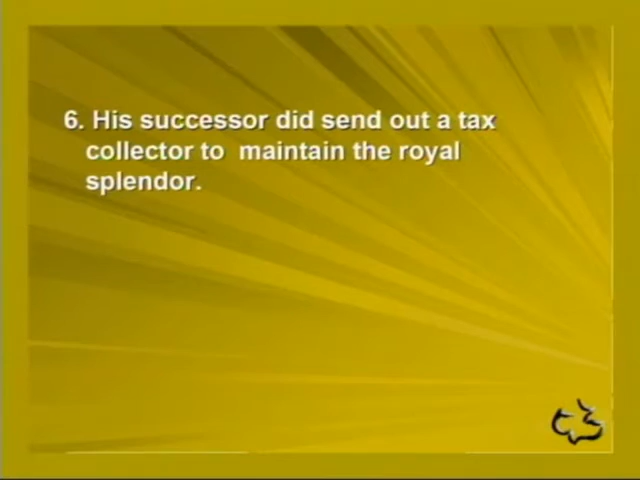 6. His successor did send out a tax
collector to maintain the royal
splendor.